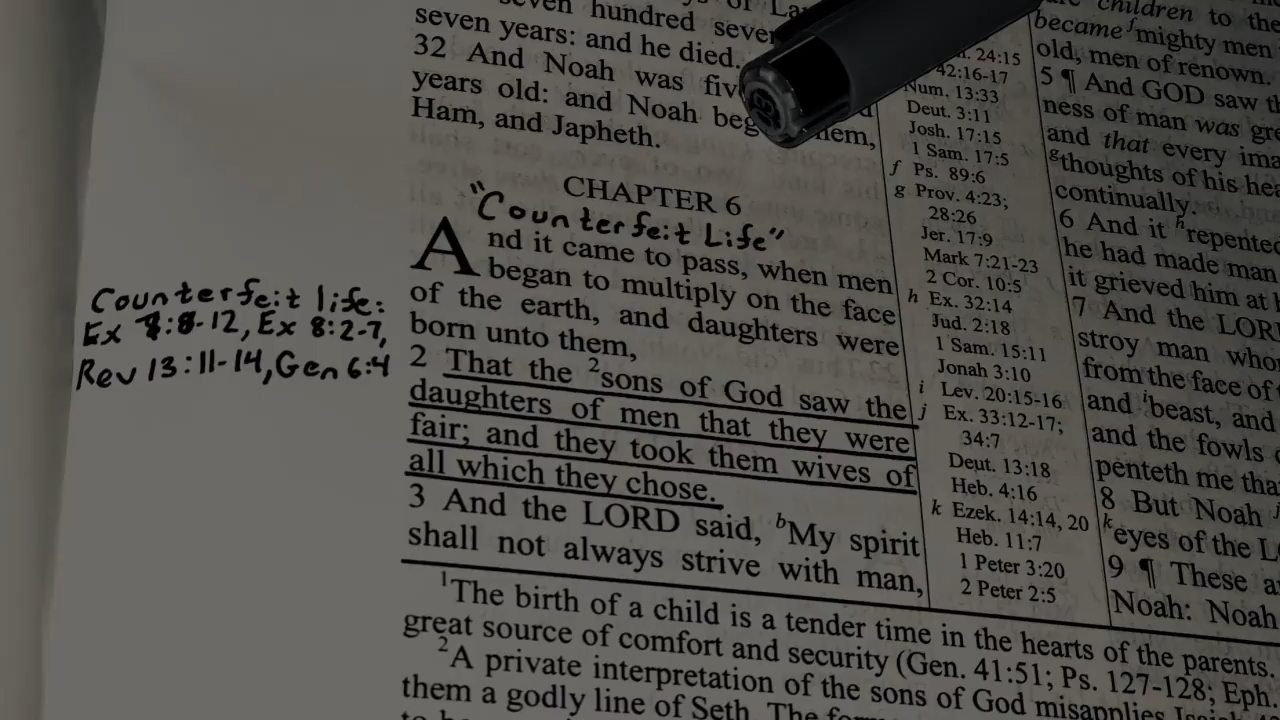 seven hundred
seven years: and he died.
32 And Noah was
years old: and Noah
Ham, and Japheth.
CHAPTER 6
"Counterfeit Life"
And it came to pass, when men
began to multiply on the face
of the earth, and daughters were
born unto them,
2 That the ²sons of God saw the
daughters of men that they were
fair; and they took them wives of
all which they chose.
3 And the LORD said, ᵇMy spirit
shall not always strive with man,
Counterfeit life:
Ex 7:8-12, Ex 8:2-7,
Rev 13:11-14, Gen 6:4
24:15
42:16-17
Num. 13:33
Deut. 3:11
Josh. 17:15
1 Sam. 17:5
f Ps. 89:6
g Prov. 4:23;
28:26
Jer. 17:9
Mark 7:21-23
2 Cor. 10:5
h Ex. 32:14
Jud. 2:18
1 Sam. 15:11
Jonah 3:10
i Lev. 20:15-16
j Ex. 33:12-17;
34:7
Deut. 13:18
Heb. 4:16
k Ezek. 14:14, 20
Heb. 11:7
1 Peter 3:20
2 Peter 2:5
children to the
became ᶠmighty men
old, men of renown.
5 ¶ And GOD saw
ness of man was
and that every
ᵍthoughts of his
continually.
6 And it ʰrepented
he had made man
it grieved him at
7 And the LORD
stroy man
from the face of
and ⁱbeast, and
and the fowls
penteth me
8 But Noah
ᵏeyes of the
9 ¶ These
Noah: Noah
¹The birth of a child is a tender time in the hearts of the parents.
great source of comfort and security (Gen. 41:51; Ps. 127-128; Eph.
²A private interpretation of the sons of God misapplies
them a godly line of Seth. The